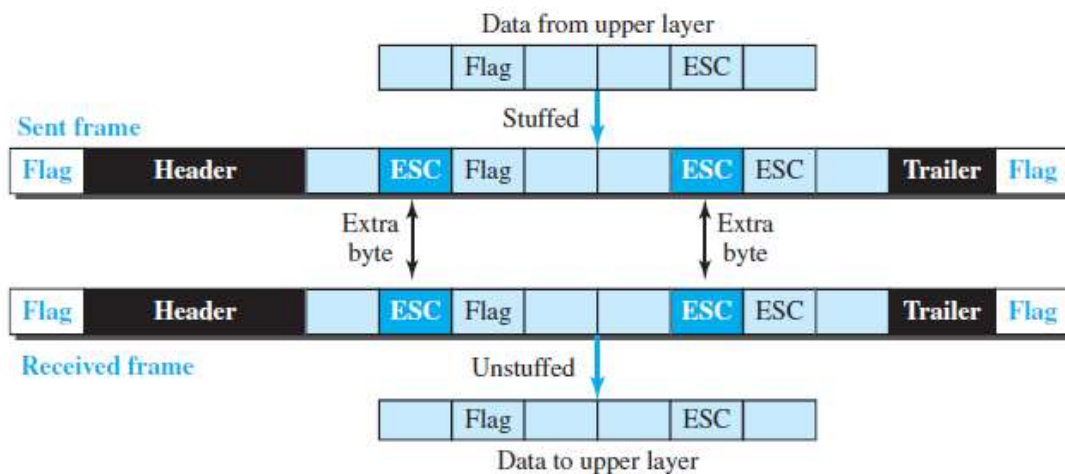 Data from upper layer
Flag ESC
Stuffed
Sent frame
Flag Header ESC Flag ESC ESC Trailer Flag
Extra byte
Extra byte
Flag Header ESC Flag ESC ESC Trailer Flag
Received frame
Unstuffed
Flag ESC
Data to upper layer